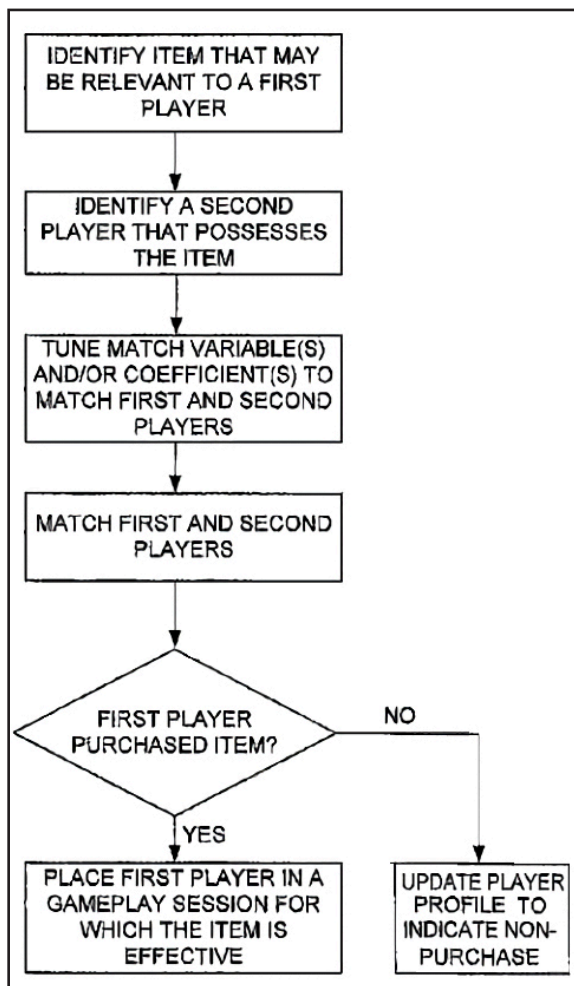 IDENTIFY ITEM THAT MAY
BE RELEVANT TO A FIRST
PLAYER
IDENTIFY A SECOND
PLAYER THAT POSSESSES
THE ITEM
TUNE MATCH VARIABLE(S)
AND/OR COEFFICIENT(S) TO
MATCH FIRST AND SECOND
PLAYERS
MATCH FIRST AND SECOND
PLAYERS
FIRST PLAYER
PURCHASED ITEM?
NO
YES
PLACE FIRST PLAYER IN A
GAMEPLAY SESSION FOR
WHICH THE ITEM IS
EFFECTIVE
UPDATE PLAYER
PROFILE TO
INDICATE NON-
PURCHASE